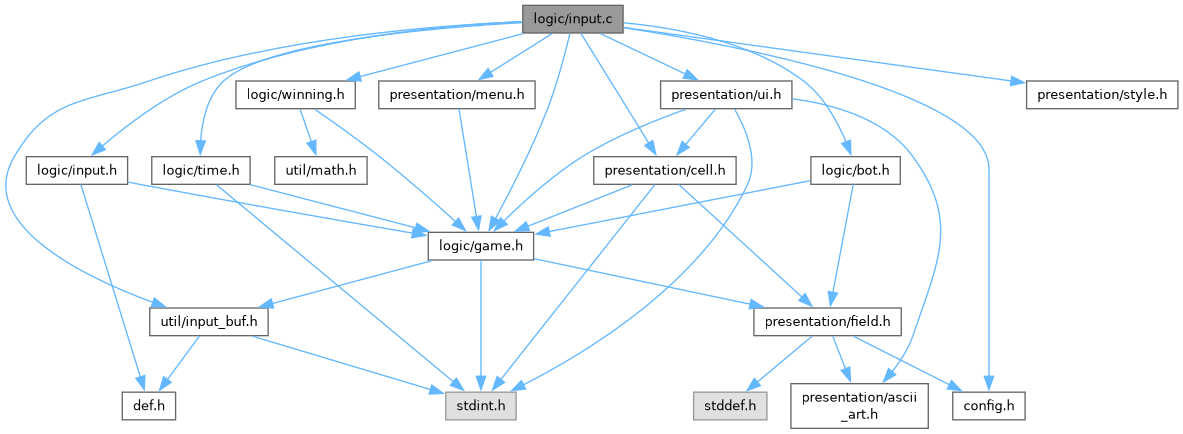 logic/input.c
logic/winning.h
presentation/menu.h
presentation/ui.h
presentation/style.h
logic/input.h
logic/time.h
util/math.h
presentation/cell.h
logic/bot.h
logic/game.h
util/input_buf.h
presentation/field.h
def.h
stdint.h
stddef.h
presentation/ascii
_art.h
config.h